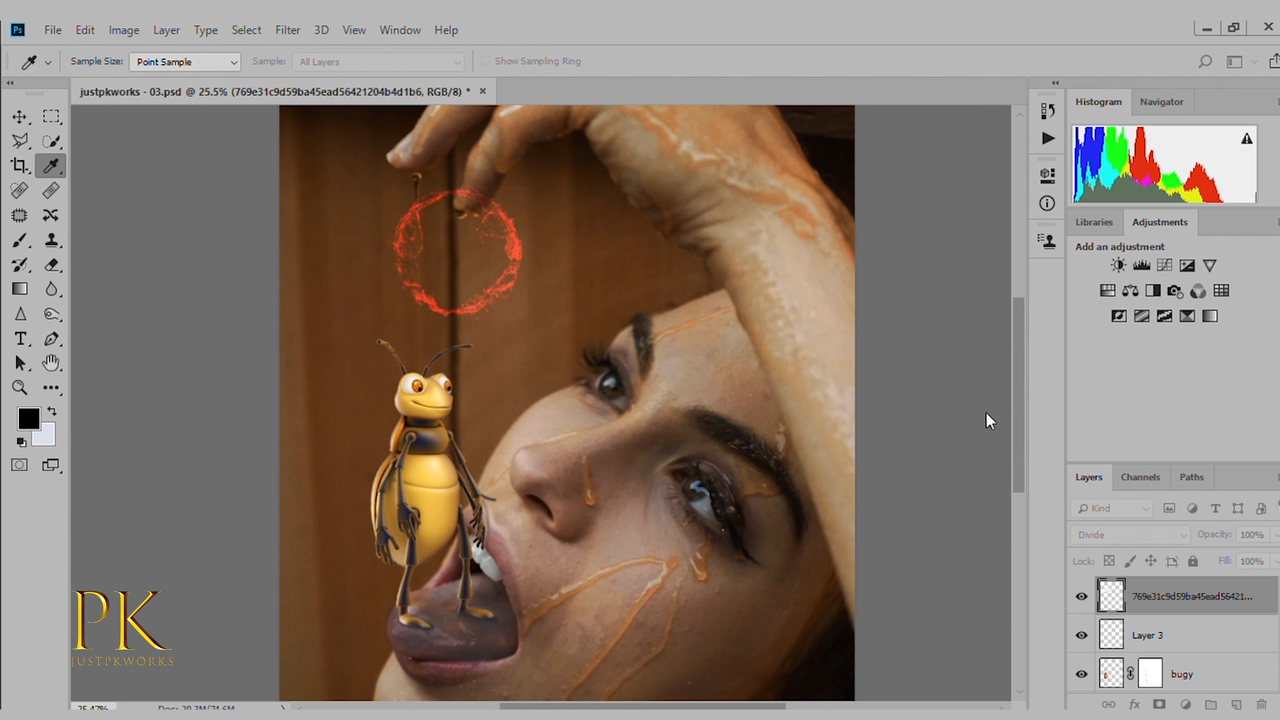 Ps File Edit Image Layer Type Select Filter 3D View Window Help
Sample Size: Point Sample Sample: All Layers Show Sampling Ring
justpkworks - 03.psd @ 25.5% (769e31c9d59ba45ead56421204b4d1b6, RGB/8) *
Histogram Navigator
Libraries Adjustments
Add an adjustment
Layers Channels Paths
Kind
Divide Opacity: 100%
Lock: Fill: 100%
769e31c9d59ba45ead56421...
Layer 3
bugy
PK
JUSTPKWORKS